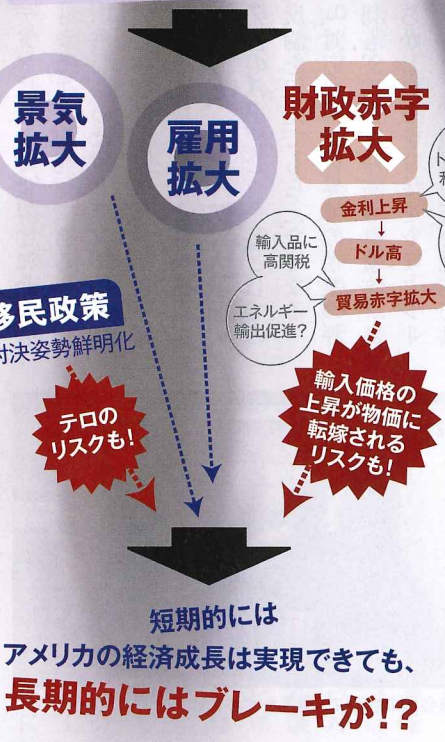 景気
拡大
雇用
拡大
財政赤字
拡大
金利上昇
↓
ドル高
↓
貿易赤字拡大
輸入品に
高関税
エネルギー
輸出促進?
移民政策
対決姿勢鮮明化
テロの
リスクも!
輸入価格の
上昇が物価に
転嫁される
リスクも!
短期的には
アメリカの経済成長は実現できても、
長期的にはブレーキが!?